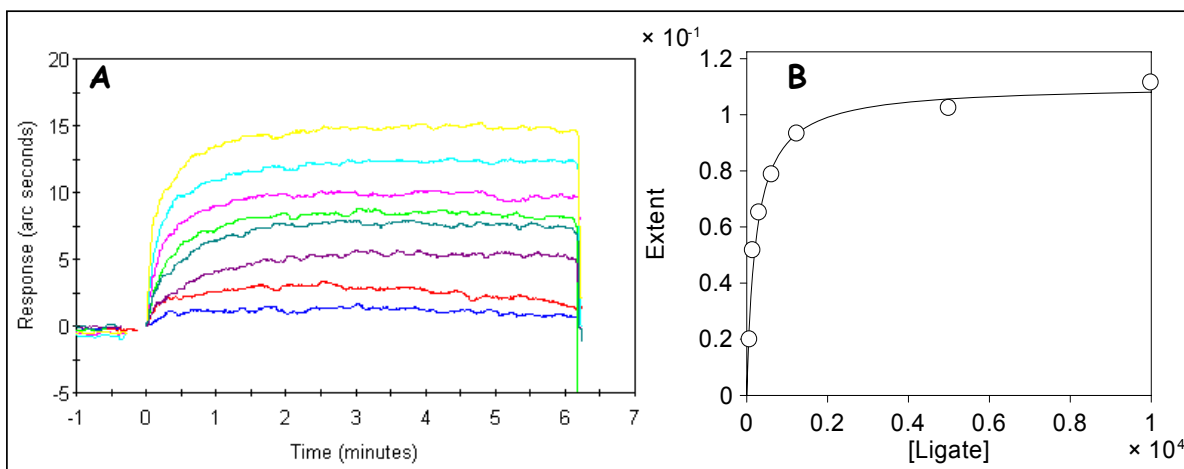 A
20
15
10
5
0
-5
-1 0 1 2 3 4 5 6 7
Response (arc seconds)
Time (minutes)
× 10-1
B
1.2
1
0.8
0.6
0.4
0.2
0
0 0.2 0.4 0.6 0.8 1
Extent
[Ligate]
× 104